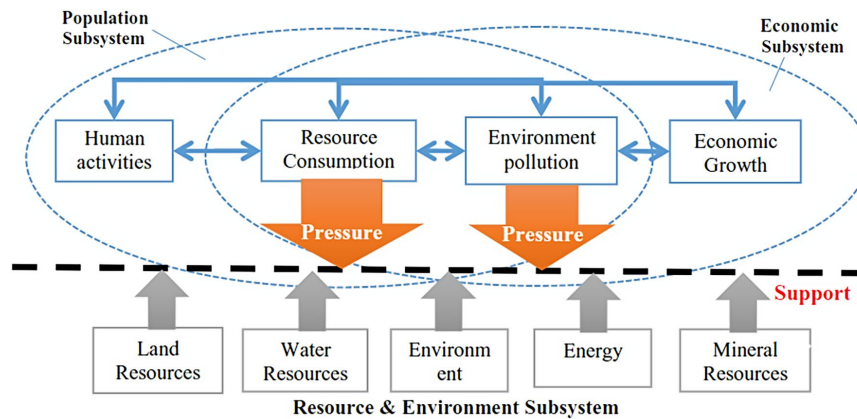 Population
Subsystem
Economic
Subsystem
Human
activities
Resource
Consumption
Environment
pollution
Economic
Growth
Pressure
Pressure
Support
Land
Resources
Water
Resources
Environm
ent
Energy
Mineral
Resources
Resource & Environment Subsystem